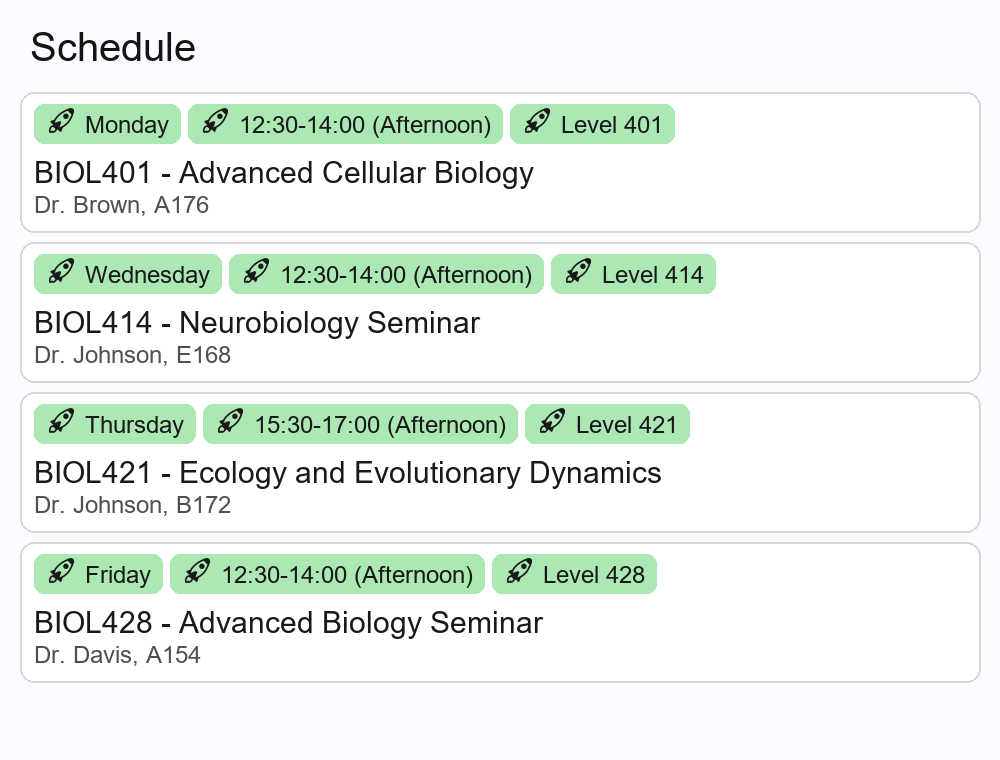 Schedule
Monday 12:30-14:00 (Afternoon) Level 401
BIOL401 - Advanced Cellular Biology
Dr. Brown, A176
Wednesday 12:30-14:00 (Afternoon) Level 414
BIOL414 - Neurobiology Seminar
Dr. Johnson, E168
Thursday 15:30-17:00 (Afternoon) Level 421
BIOL421 - Ecology and Evolutionary Dynamics
Dr. Johnson, B172
Friday 12:30-14:00 (Afternoon) Level 428
BIOL428 - Advanced Biology Seminar
Dr. Davis, A154